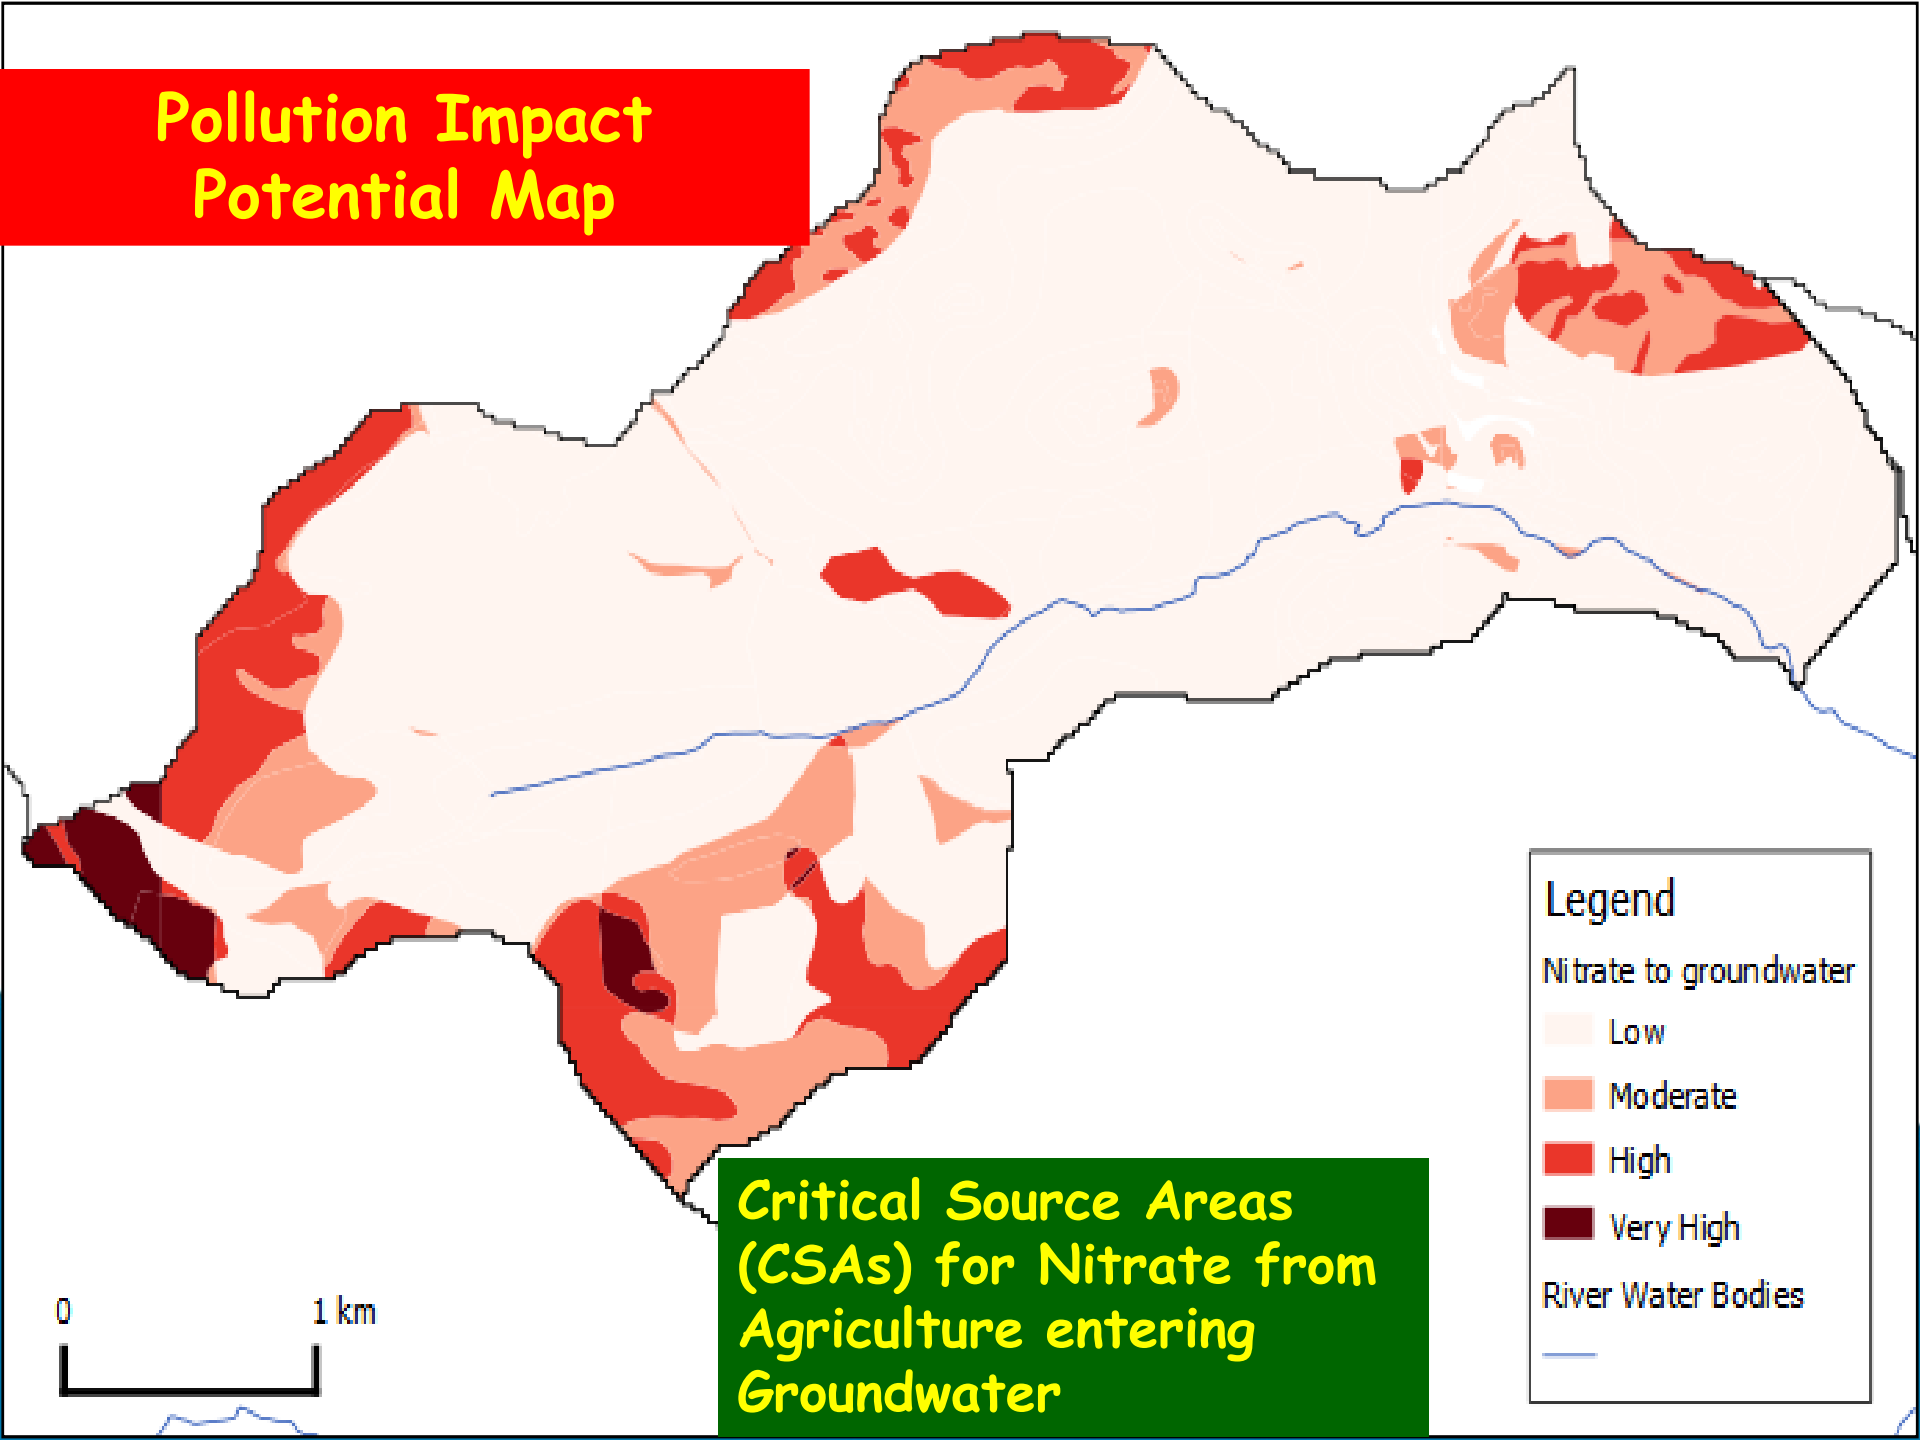 Pollution Impact
Potential Map
Critical Source Areas
(CSAs) for Nitrate from
Agriculture entering
Groundwater
0 1 km
Legend
Nitrate to groundwater
Low
Moderate
High
Very High
River Water Bodies